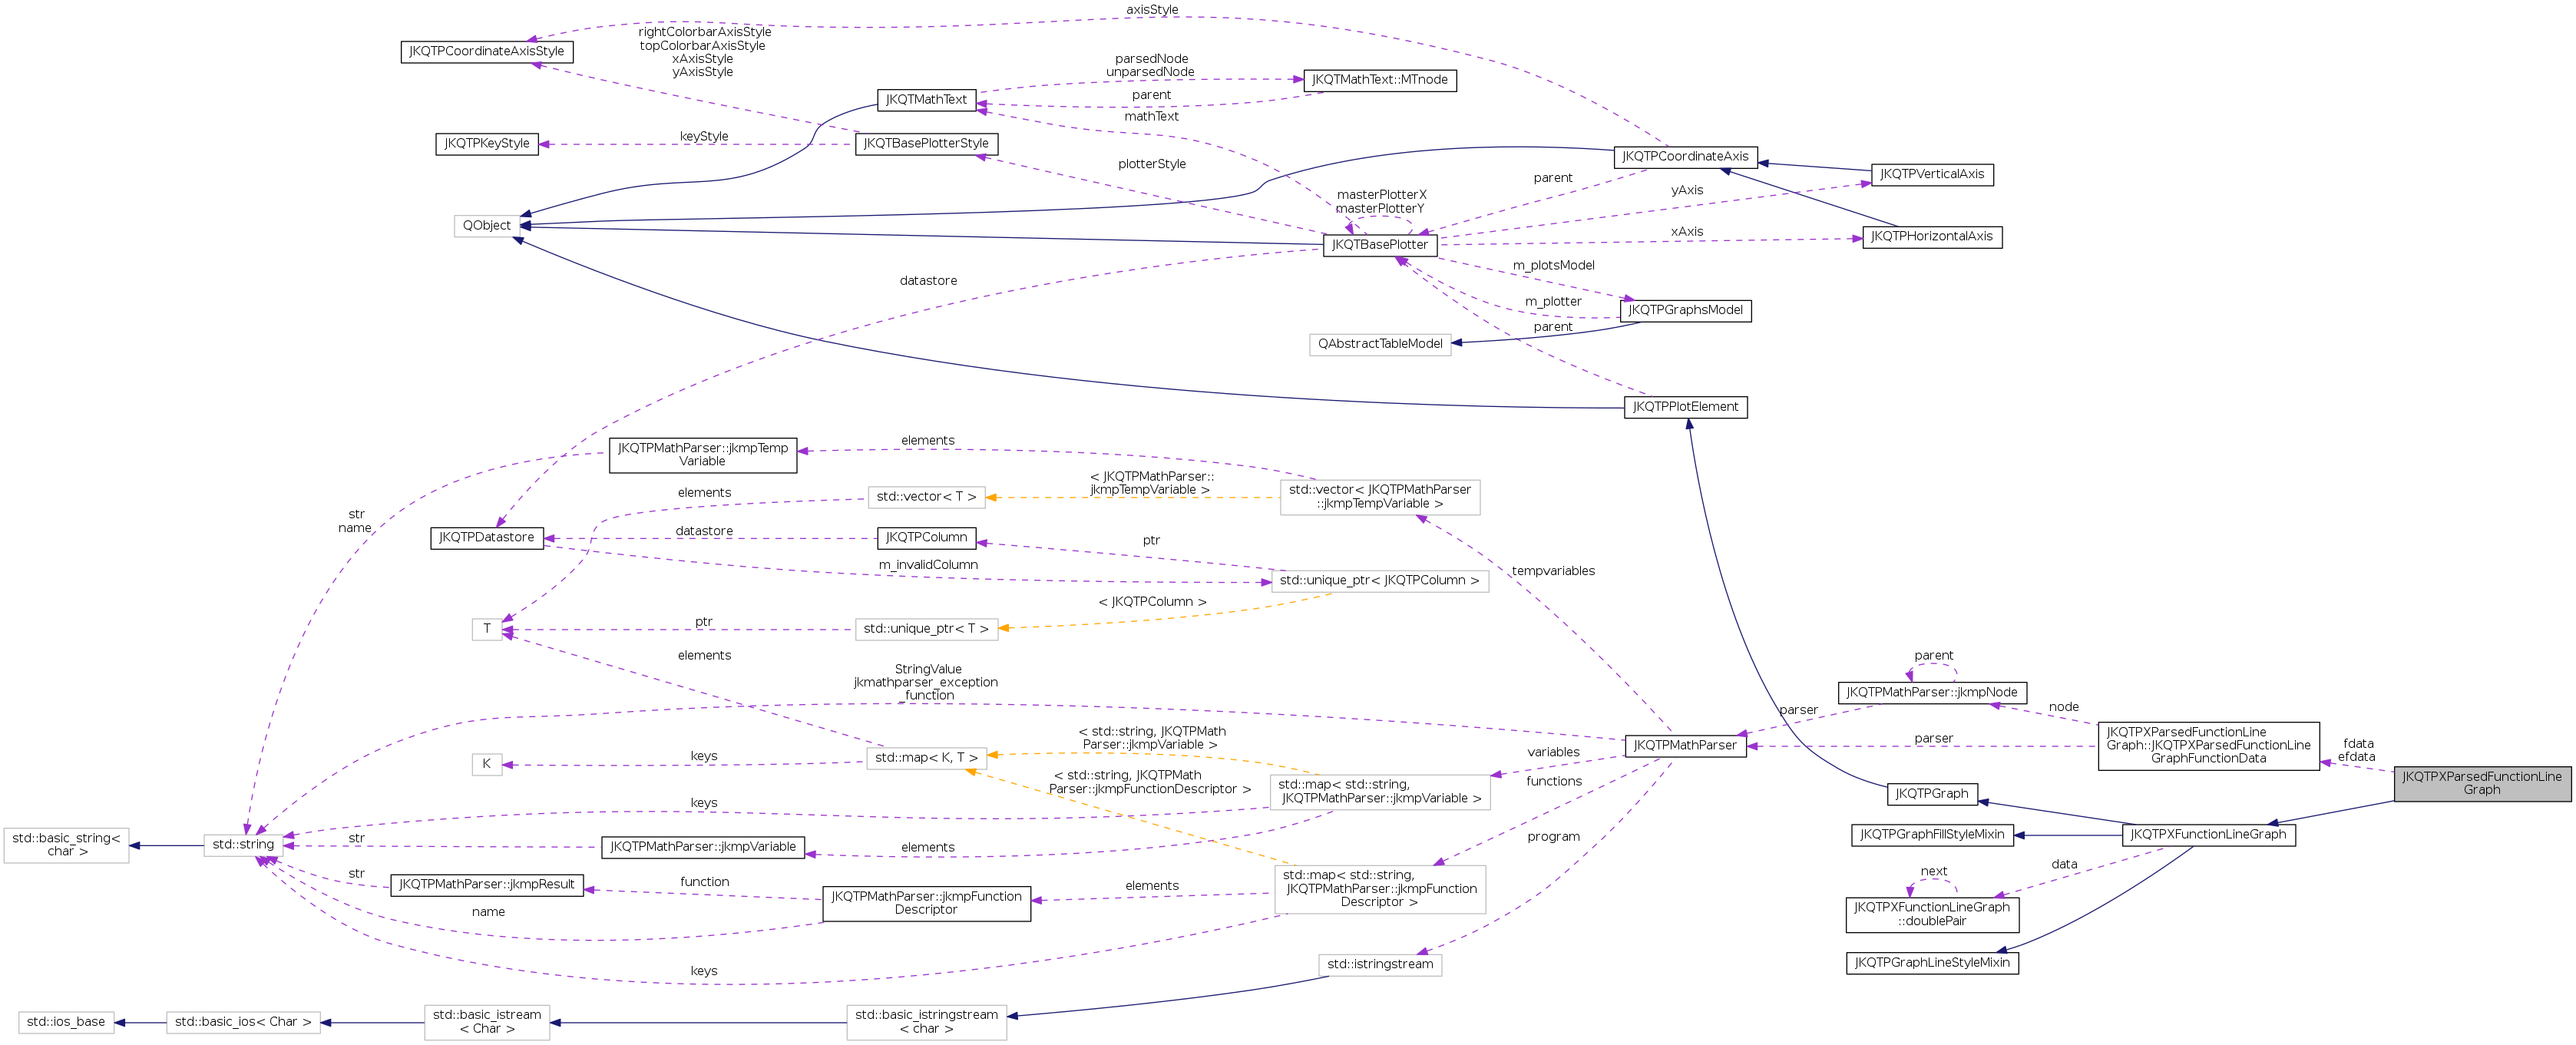 axisStyle
JKQTPCoordinateAxisStyle
rightColorbarAxisStyle
topColorbarAxisStyle
xAxisStyle
yAxisStyle
parsedNode
unparsedNode
JKQTMathText::MTnode
JKQTMathText
parent
mathText
JKQTPKeyStyle
keyStyle
JKQTBasePlotterStyle
plotterStyle
JKQTPCoordinateAxis
JKQTPVerticalAxis
parent
yAxis
masterPlotterX
masterPlotterY
QObject
JKQTBasePlotter
xAxis
JKQTPHorizontalAxis
datastore
m_plotsModel
m_plotter
JKQTPGraphsModel
parent
QAbstractTableModel
JKQTPPlotElement
JKQTPMathParser::jkmpTemp
Variable
elements
< JKQTPMathParser::
jkmpTempVariable >
std::vector< JKQTPMathParser
::jkmpTempVariable >
elements
std::vector< T >
str
name
JKQTPDatastore
datastore
JKQTPColumn
ptr
m_invalidColumn
std::unique_ptr< JKQTPColumn >
tempvariables
< JKQTPColumn >
T
ptr
std::unique_ptr< T >
elements
StringValue
jkmathparser_exception
_function
parent
JKQTPMathParser::jkmpNode
parser
node
JKQTPXParsedFunctionLine
Graph::JKQTPXParsedFunctionLine
GraphFunctionData
parser
JKQTPMathParser
fdata
efdata
JKQTPXParsedFunctionLine
Graph
< std::string, JKQTPMath
Parser::jkmpVariable >
K
keys
std::map< K, T >
variables
< std::string, JKQTPMath
Parser::jkmpFunctionDescriptor >
std::map< std::string,
JKQTPMathParser::jkmpVariable >
functions
JKQTPGraph
keys
program
std::basic_string<
char >
std::string
str
JKQTPMathParser::jkmpVariable
elements
JKQTPGraphFillStyleMixin
JKQTPXFunctionLineGraph
data
str
JKQTPMathParser::jkmpResult
function
JKQTPMathParser::jkmpFunction
Descriptor
elements
std::map< std::string,
JKQTPMathParser::jkmpFunction
Descriptor >
next
JKQTPXFunctionLineGraph
::doublePair
name
keys
std::istringstream
JKQTPGraphLineStyleMixin
std::ios_base
std::basic_ios< Char >
std::basic_istream
< Char >
std::basic_istringstream
< char >